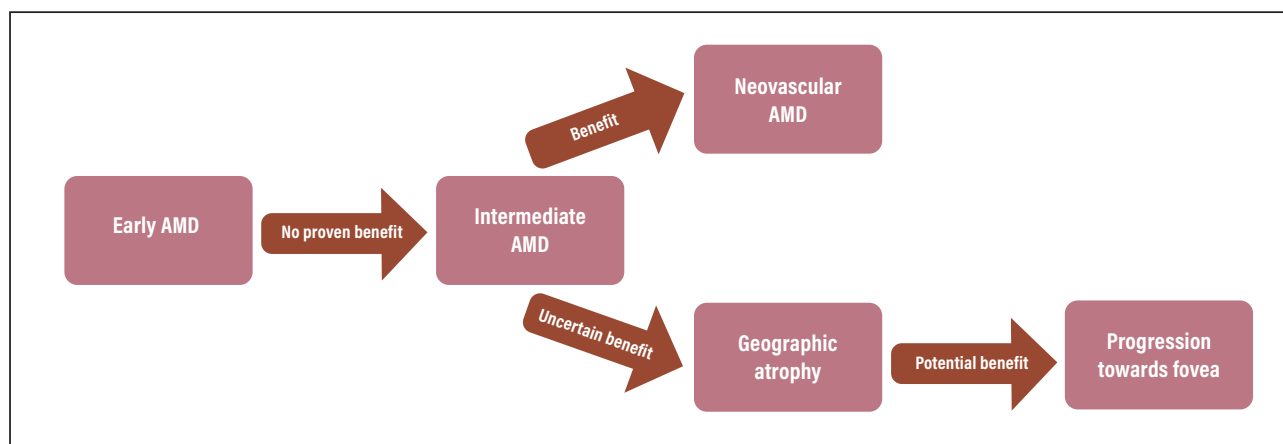 Early AMD
No proven benefit
Intermediate
AMD
Benefit
Neovascular
AMD
Uncertain benefit
Geographic
atrophy
Potential benefit
Progression
towards fovea